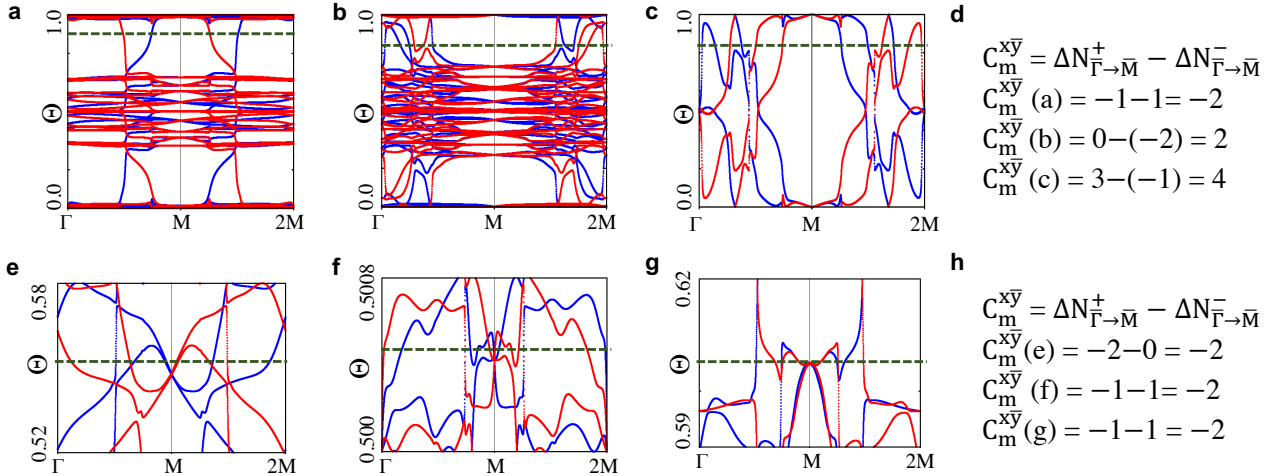 a
1.0
Θ
0.0
Γ
M
2M
b
1.0
Θ
0.0
Γ
M
2M
c
1.0
Θ
0.0
Γ
M
2M
d
C_m^{xȳ} = ΔN^+_{Γ̄→M̄} − ΔN^−_{Γ̄→M̄}
C_m^{xȳ} (a) = −1−1= −2
C_m^{xȳ} (b) = 0−(−2) = 2
C_m^{xȳ} (c) = 3−(−1) = 4
e
0.58
Θ
0.52
Γ
M
2M
f
0.5008
Θ
0.500
Γ
M
2M
g
0.62
Θ
0.59
Γ
M
2M
h
C_m^{xȳ} = ΔN^+_{Γ̄→M̄} − ΔN^−_{Γ̄→M̄}
C_m^{xȳ}(e) = −2−0= −2
C_m^{xȳ} (f) = −1−1= −2
C_m^{xȳ}(g) = −1−1 = −2